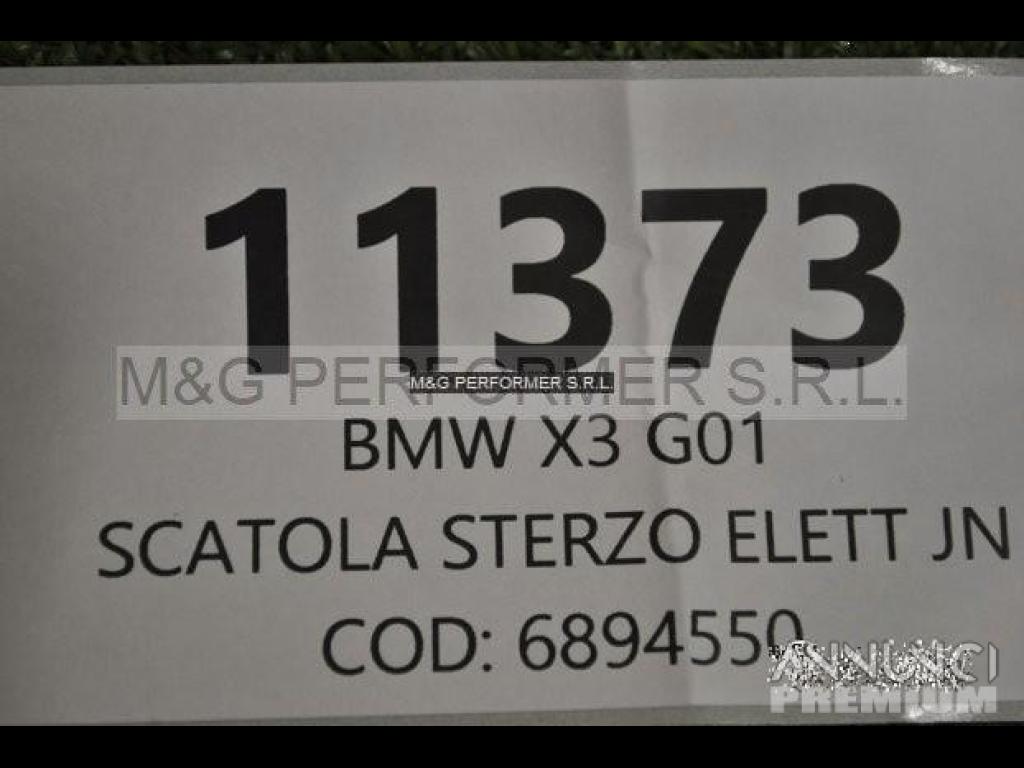 11373
M&G PERFORMER S.R.L.
M&G PERFORMER S.R.L.
BMW X3 G01
SCATOLA STERZO ELETT JN
COD: 6894550
ANNUNCI
PREMIUM